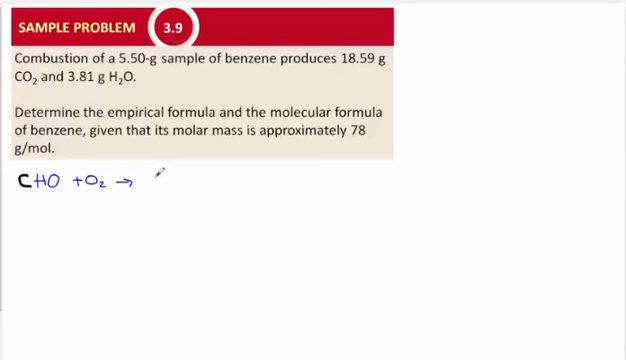 SAMPLE PROBLEM 3.9
Combustion of a 5.50-g sample of benzene produces 18.59 g
CO₂ and 3.81 g H₂O.
Determine the empirical formula and the molecular formula
of benzene, given that its molar mass is approximately 78
g/mol.
CHO + O₂ →